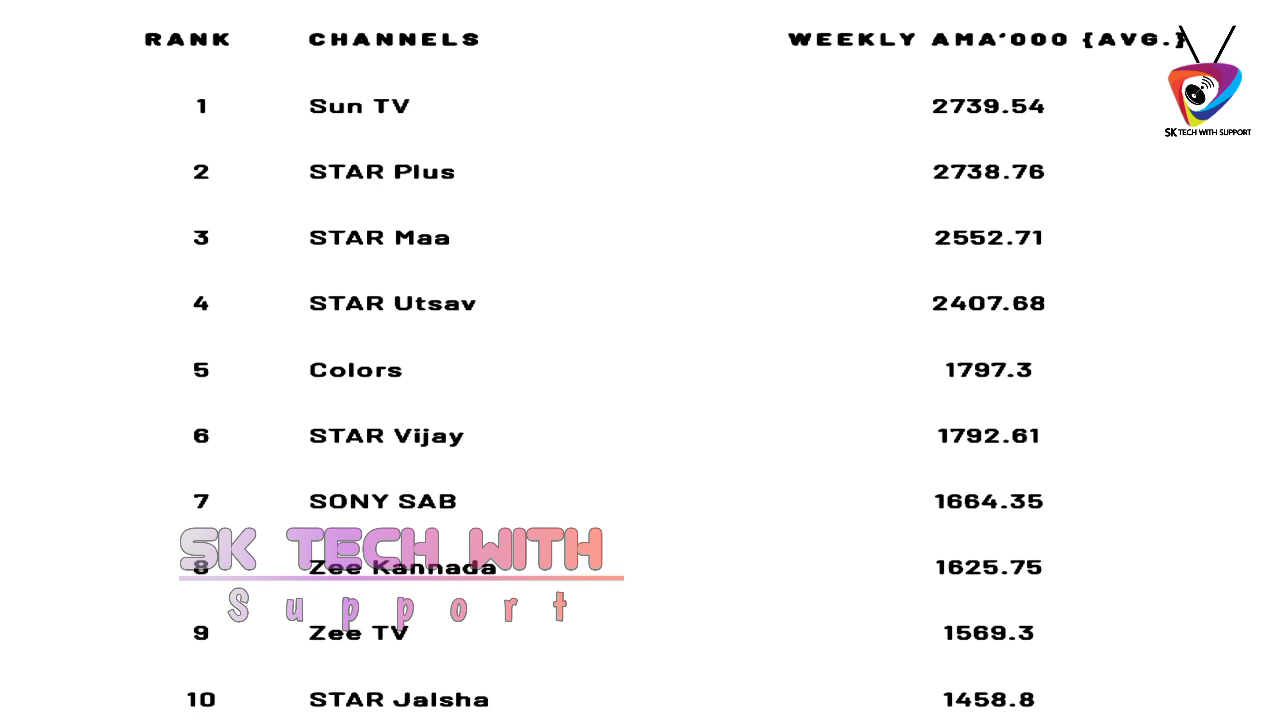 RANK CHANNELS WEEKLY AMA'000 {AVG.}
1 Sun TV 2739.54
SK TECH WITH SUPPORT
2 STAR Plus 2738.76
3 STAR Maa 2552.71
4 STAR Utsav 2407.68
5 Colors 1797.3
6 STAR Vijay 1792.61
7 SONY SAB 1664.35
SK TECH WITH
8 Zee Kannada 1625.75
Support
9 Zee TV 1569.3
10 STAR Jalsha 1458.8